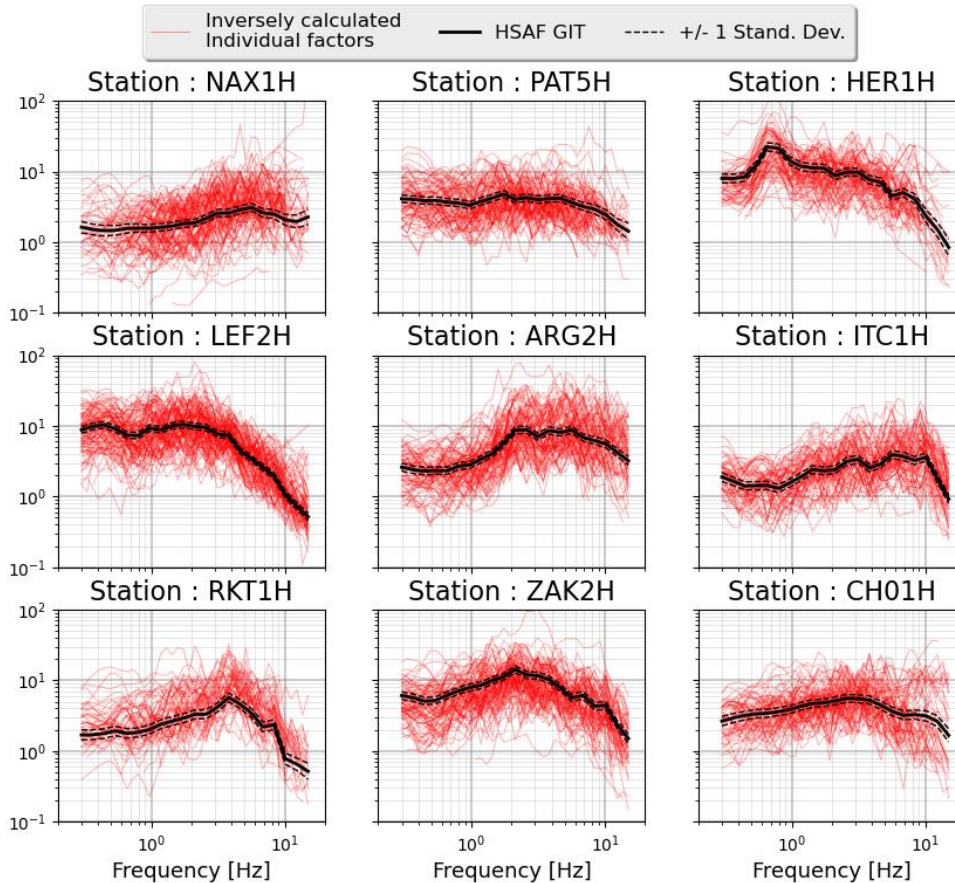 Inversely calculated
Individual factors
HSAF GIT
+/- 1 Stand. Dev.
Station : NAX1H
Station : PAT5H
Station : HER1H
10²
10¹
10⁰
10⁻¹
Station : LEF2H
Station : ARG2H
Station : ITC1H
10²
10¹
10⁰
10⁻¹
Station : RKT1H
Station : ZAK2H
Station : CH01H
10²
10¹
10⁰
10⁻¹
10⁰ 10¹
10⁰ 10¹
10⁰ 10¹
Frequency [Hz]
Frequency [Hz]
Frequency [Hz]